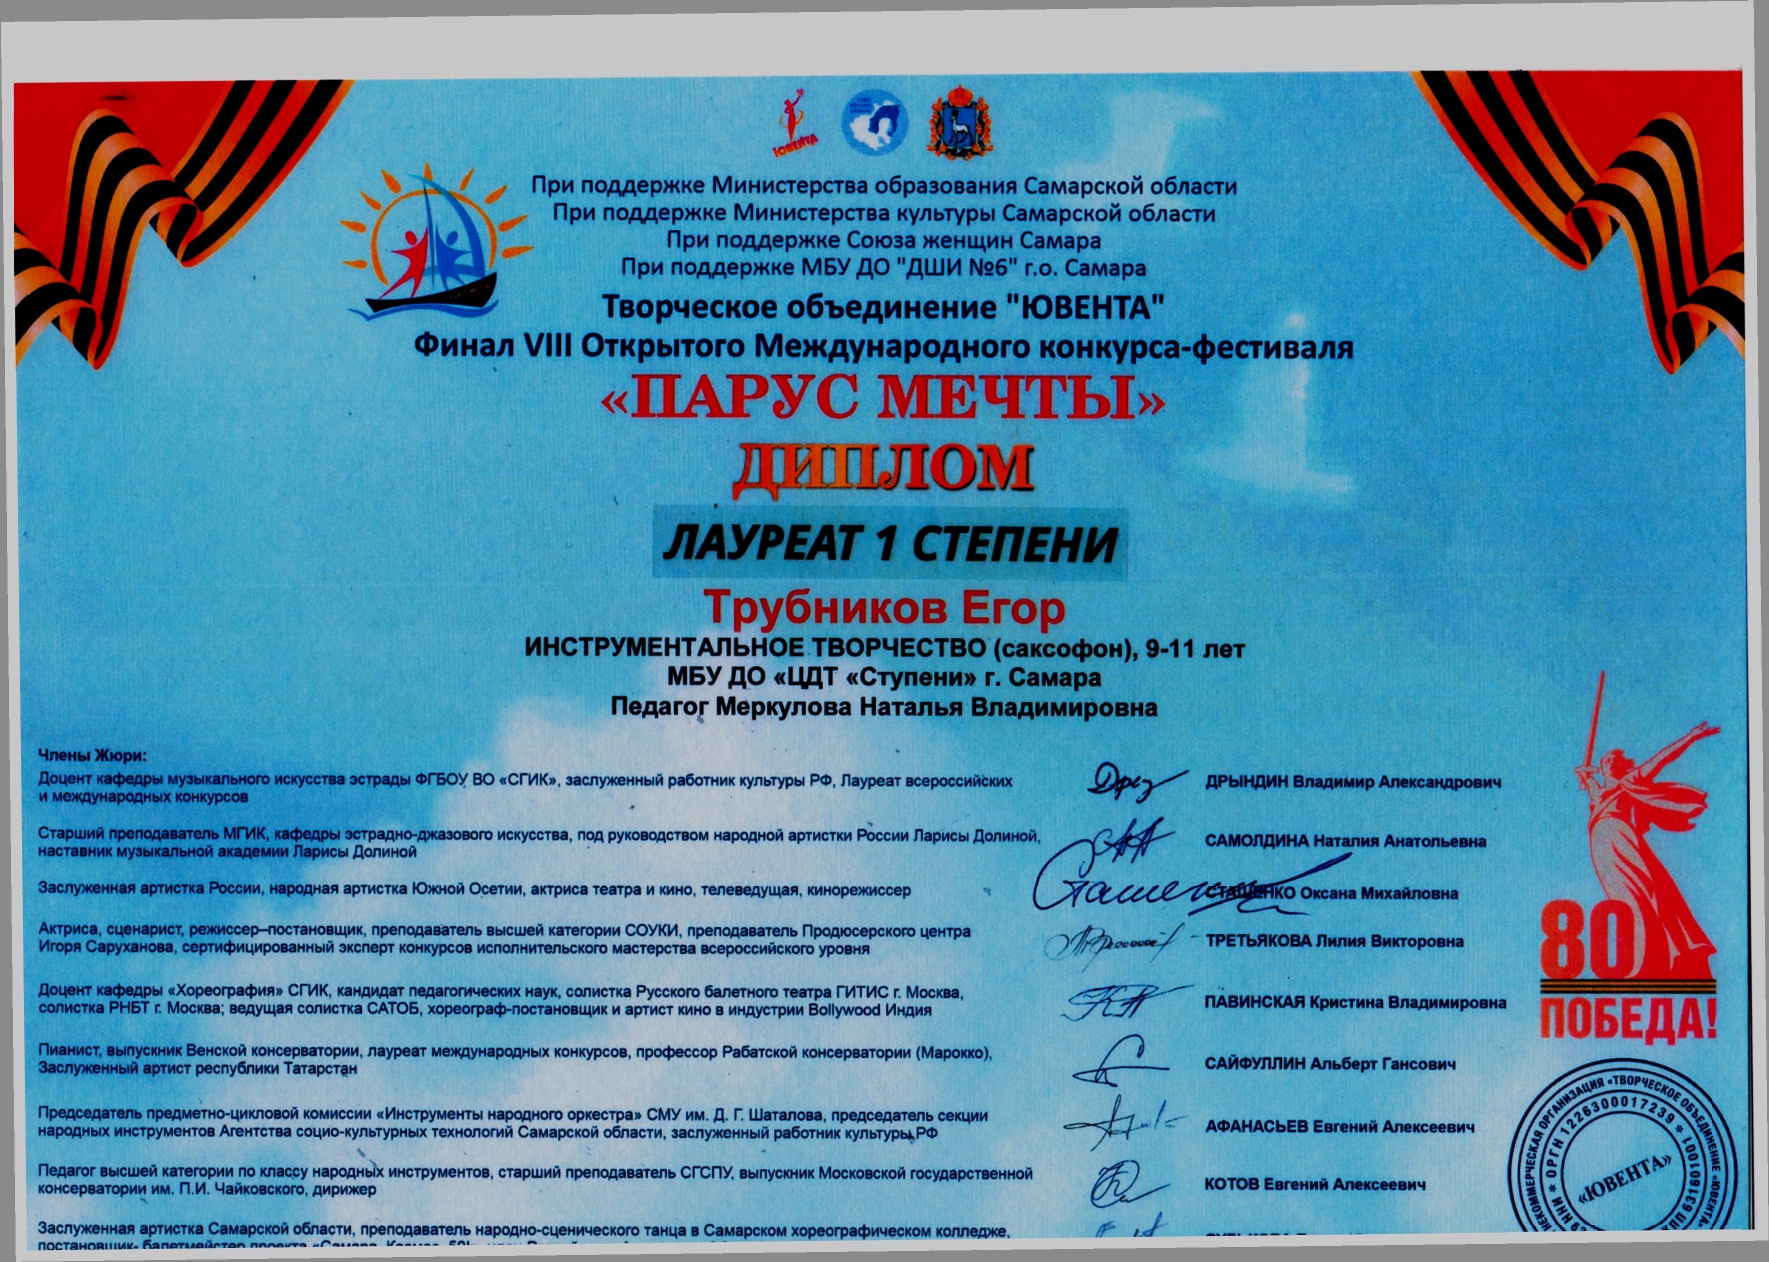 ЮВЕНТА
При поддержке Министерства образования Самарской области
При поддержке Министерства культуры Самарской области
При поддержке Союза женщин Самара
При поддержке МБУ ДО "ДШИ №6" г.о. Самара
Творческое объединение "ЮВЕНТА"
Финал VIII Открытого Международного конкурса-фестиваля
«ПАРУС МЕЧТЫ»
ДИПЛОМ
ЛАУРЕАТ 1 СТЕПЕНИ
Трубников Егор
ИНСТРУМЕНТАЛЬНОЕ ТВОРЧЕСТВО (саксофон), 9-11 лет
МБУ ДО «ЦДТ «Ступени» г. Самара
Педагог Меркулова Наталья Владимировна
Члены Жюри:
Доцент кафедры музыкального искусства эстрады ФГБОУ ВО «СГИК», заслуженный работник культуры РФ, Лауреат всероссийских
и международных конкурсов
ДРЫНДИН Владимир Александрович
Старший преподаватель МГИК, кафедры эстрадно-джазового искусства, под руководством народной артистки России Ларисы Долиной,
наставник музыкальной академии Ларисы Долиной
САМОЛДИНА Наталия Анатольевна
Заслуженная артистка России, народная артистка Южной Осетии, актриса театра и кино, телеведущая, кинорежиссер
СТАШЕНКО Оксана Михайловна
Актриса, сценарист, режиссер–постановщик, преподаватель высшей категории СОУКИ, преподаватель Продюсерского центра
Игоря Саруханова, сертифицированный эксперт конкурсов исполнительского мастерства всероссийского уровня
ТРЕТЬЯКОВА Лилия Викторовна
Доцент кафедры «Хореография» СГИК, кандидат педагогических наук, солистка Русского балетного театра ГИТИС г. Москва,
солистка РНБТ г. Москва; ведущая солистка САТОБ, хореограф-постановщик и артист кино в индустрии Bollywood Индия
ПАВИНСКАЯ Кристина Владимировна
Пианист, выпускник Венской консерватории, лауреат международных конкурсов, профессор Рабатской консерватории (Марокко),
Заслуженный артист республики Татарстан
САЙФУЛЛИН Альберт Гансович
Председатель предметно-цикловой комиссии «Инструменты народного оркестра» СМУ им. Д. Г. Шаталова, председатель секции
народных инструментов Агентства социо-культурных технологий Самарской области, заслуженный работник культуры РФ
АФАНАСЬЕВ Евгений Алексеевич
Педагог высшей категории по классу народных инструментов, старший преподаватель СГСПУ, выпускник Московской государственной
консерватории им. П.И. Чайковского, дирижер
КОТОВ Евгений Алексеевич
Заслуженная артистка Самарской области, преподаватель народно-сценического танца в Самарском хореографическом колледже,
постановщик- балетмейстер проекта «Самара
80
ПОБЕДА!
НЕКОММЕРЧЕСКАЯ ОРГАНИЗАЦИЯ «ТВОРЧЕСКОЕ ОБЪЕДИНЕНИЕ «ЮВЕНТА»
ОГРН 1226300017239
«ЮВЕНТА»